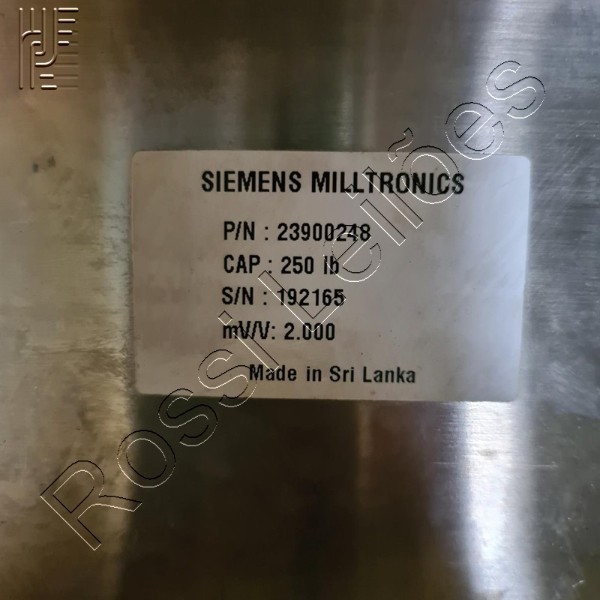 SIEMENS MILLTRONICS
P/N : 23900248
CAP : 250 lb
S/N : 192165
mV/V: 2.000
Made in Sri Lanka
Rossi Leilões